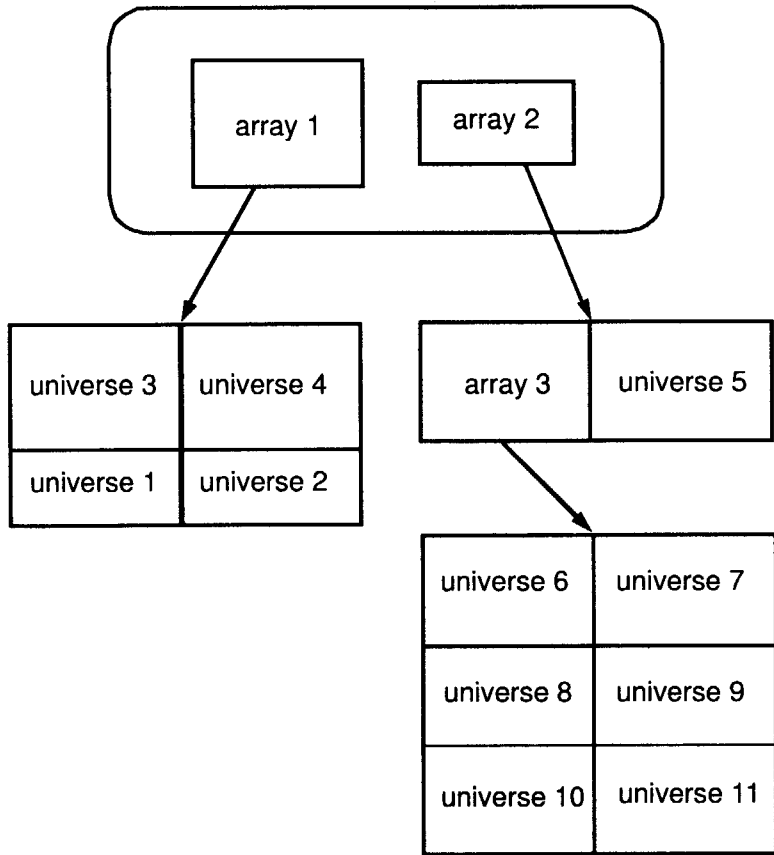 array 1
array 2
universe 3
universe 4
universe 1
universe 2
array 3
universe 5
universe 6
universe 7
universe 8
universe 9
universe 10
universe 11